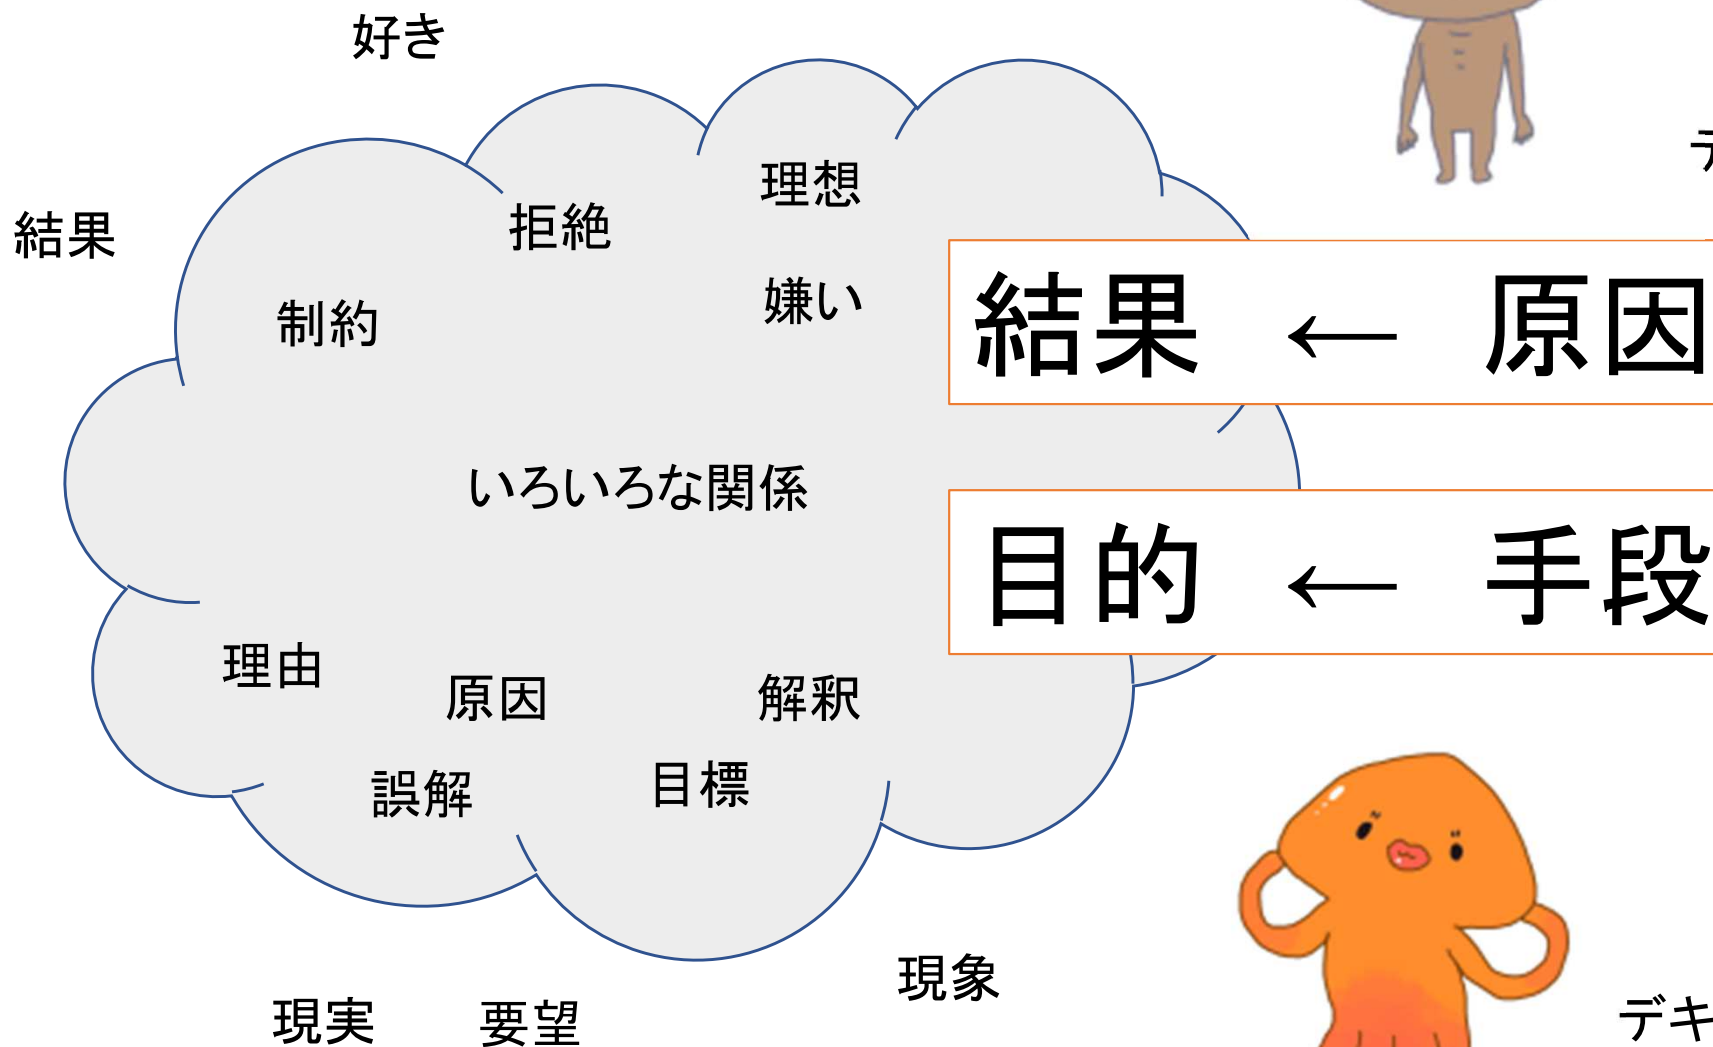 好き
理想
拒絶
結果
嫌い
制約
結果 ← 原因
いろいろな関係
目的 ← 手段
理由
原因
解釈
目標
誤解
現象
現実
要望
デキ